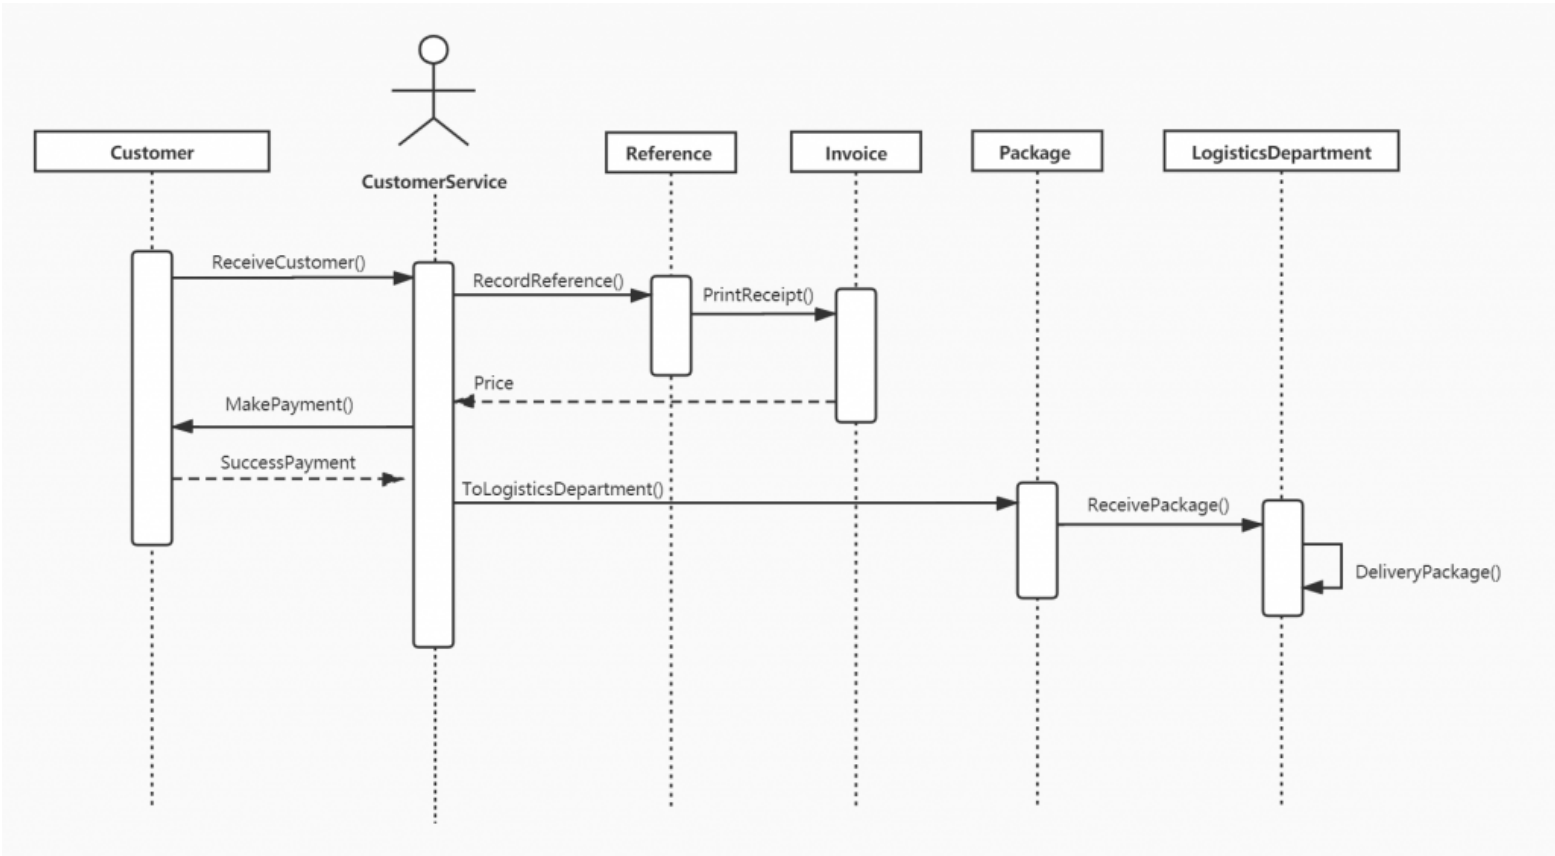 Customer
CustomerService
Reference
Invoice
Package
LogisticsDepartment
ReceiveCustomer()
RecordReference()
PrintReceipt()
Price
MakePayment()
SuccessPayment
ToLogisticsDepartment()
ReceivePackage()
DeliveryPackage()